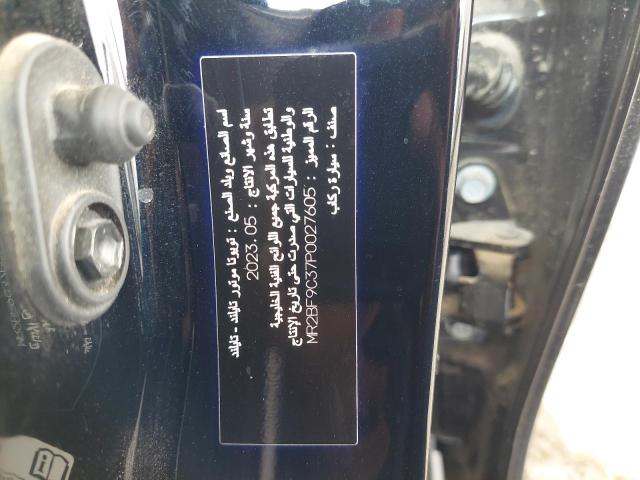 اسم الصانع وبلد الصنع : تويوتا موتور تايلند - تايلند
سنة وشهر الإنتاج : 2023.05
تطابق هذه المركبة جميع اللوائح الفنية الخليجية
والوطنية للسيارات التي صدرت حتى تاريخ الإنتاج
الرقم المميز : MR2BF9C37P0027605
صنف : سيارة ركاب